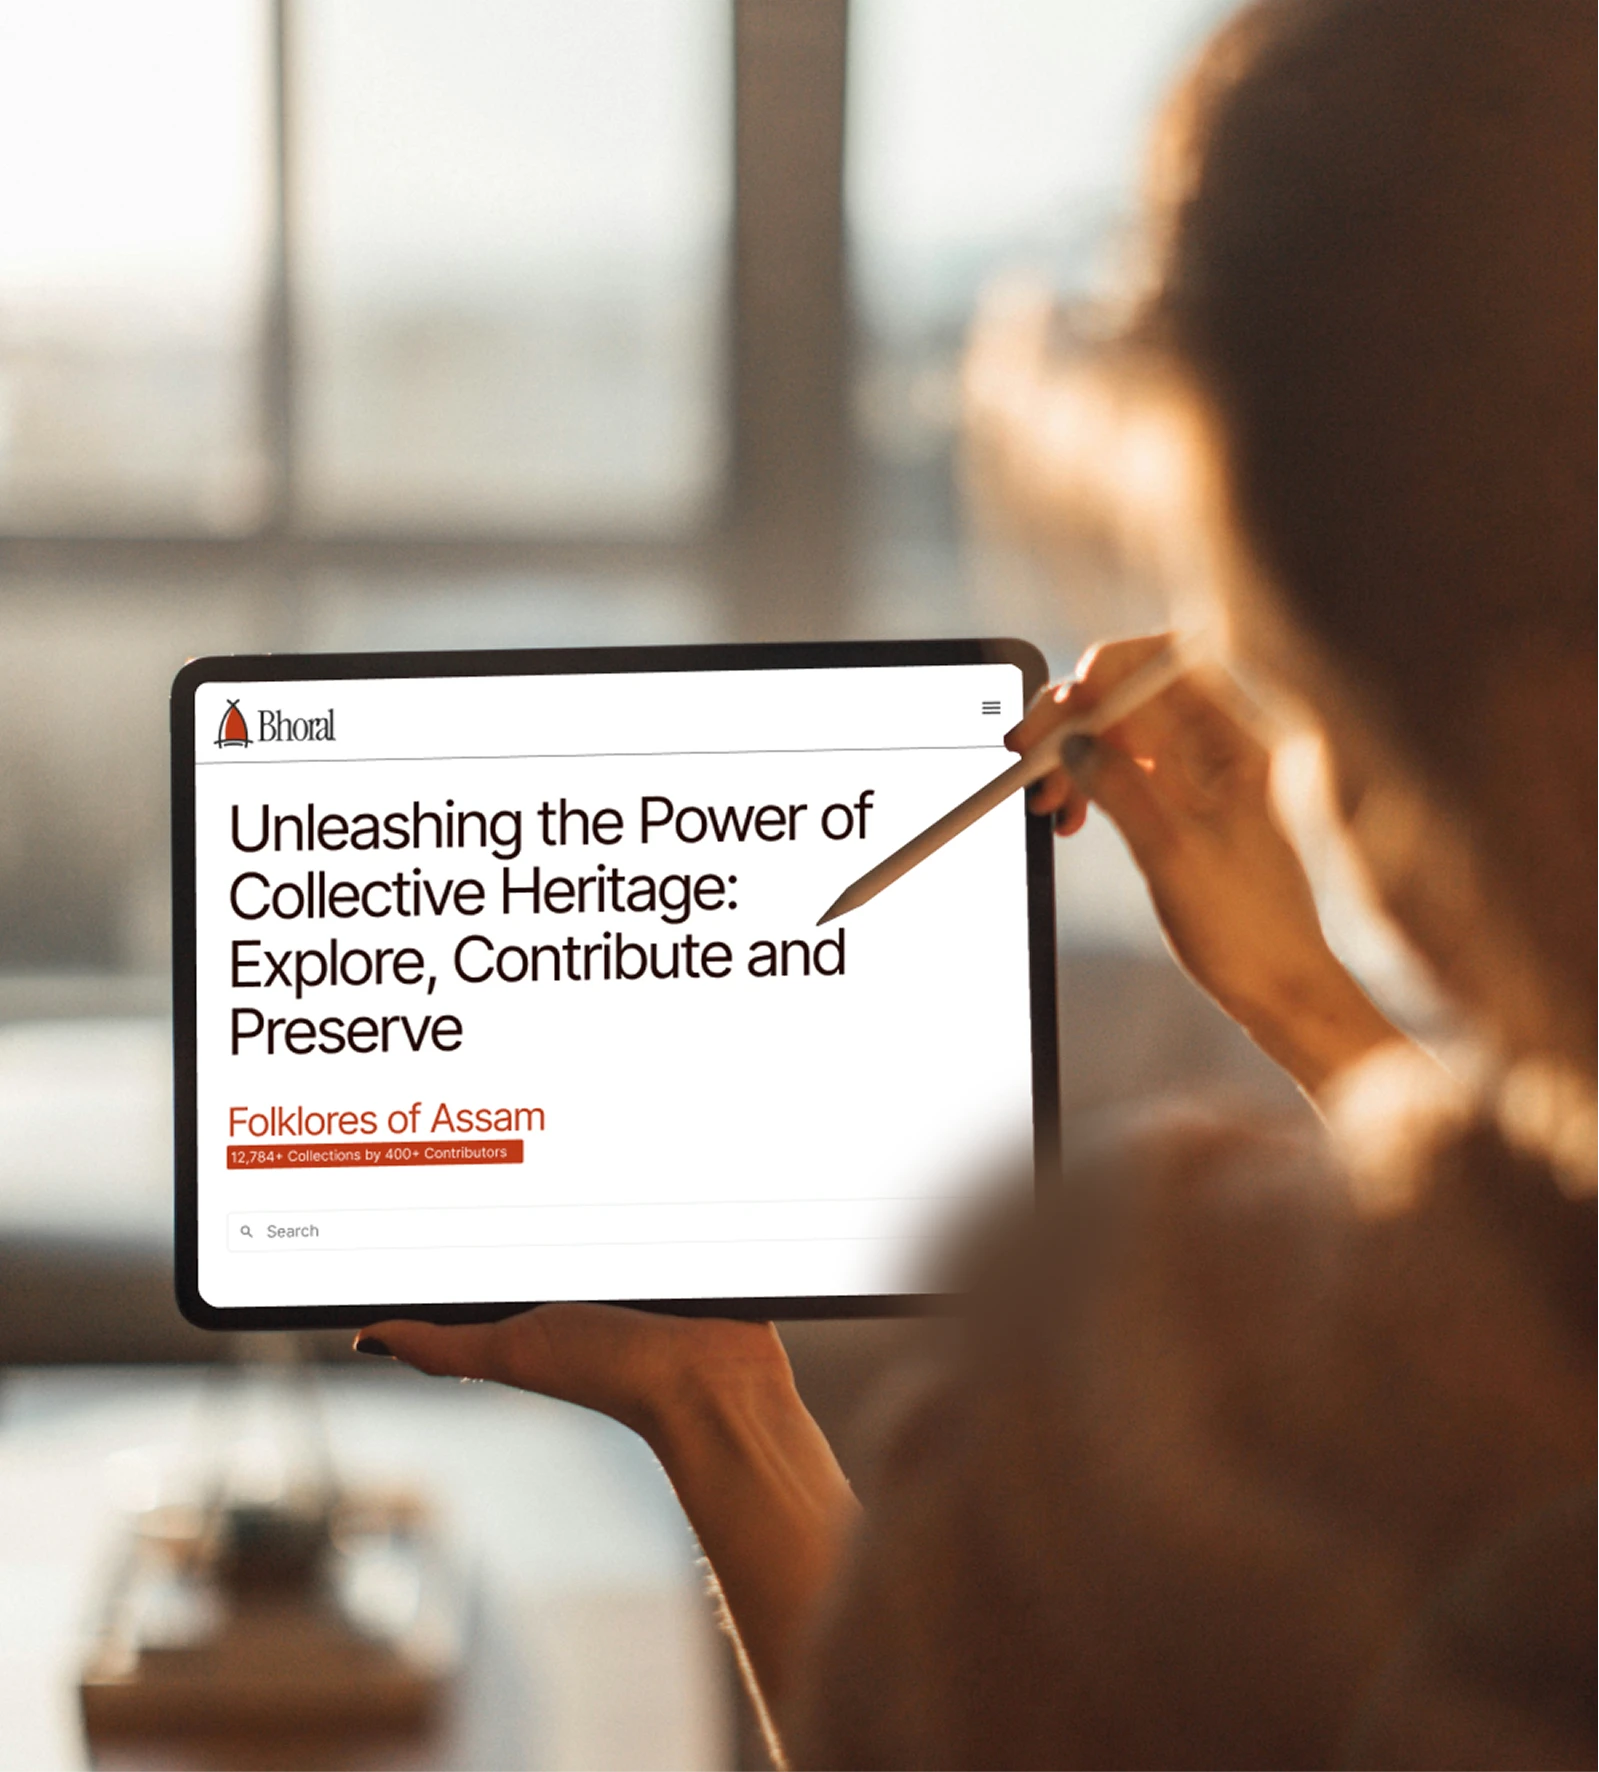 Bhoral
Unleashing the Power of
Collective Heritage:
Explore, Contribute and
Preserve
Folklores of Assam
12,784+ Collections by 400+ Contributors
Search